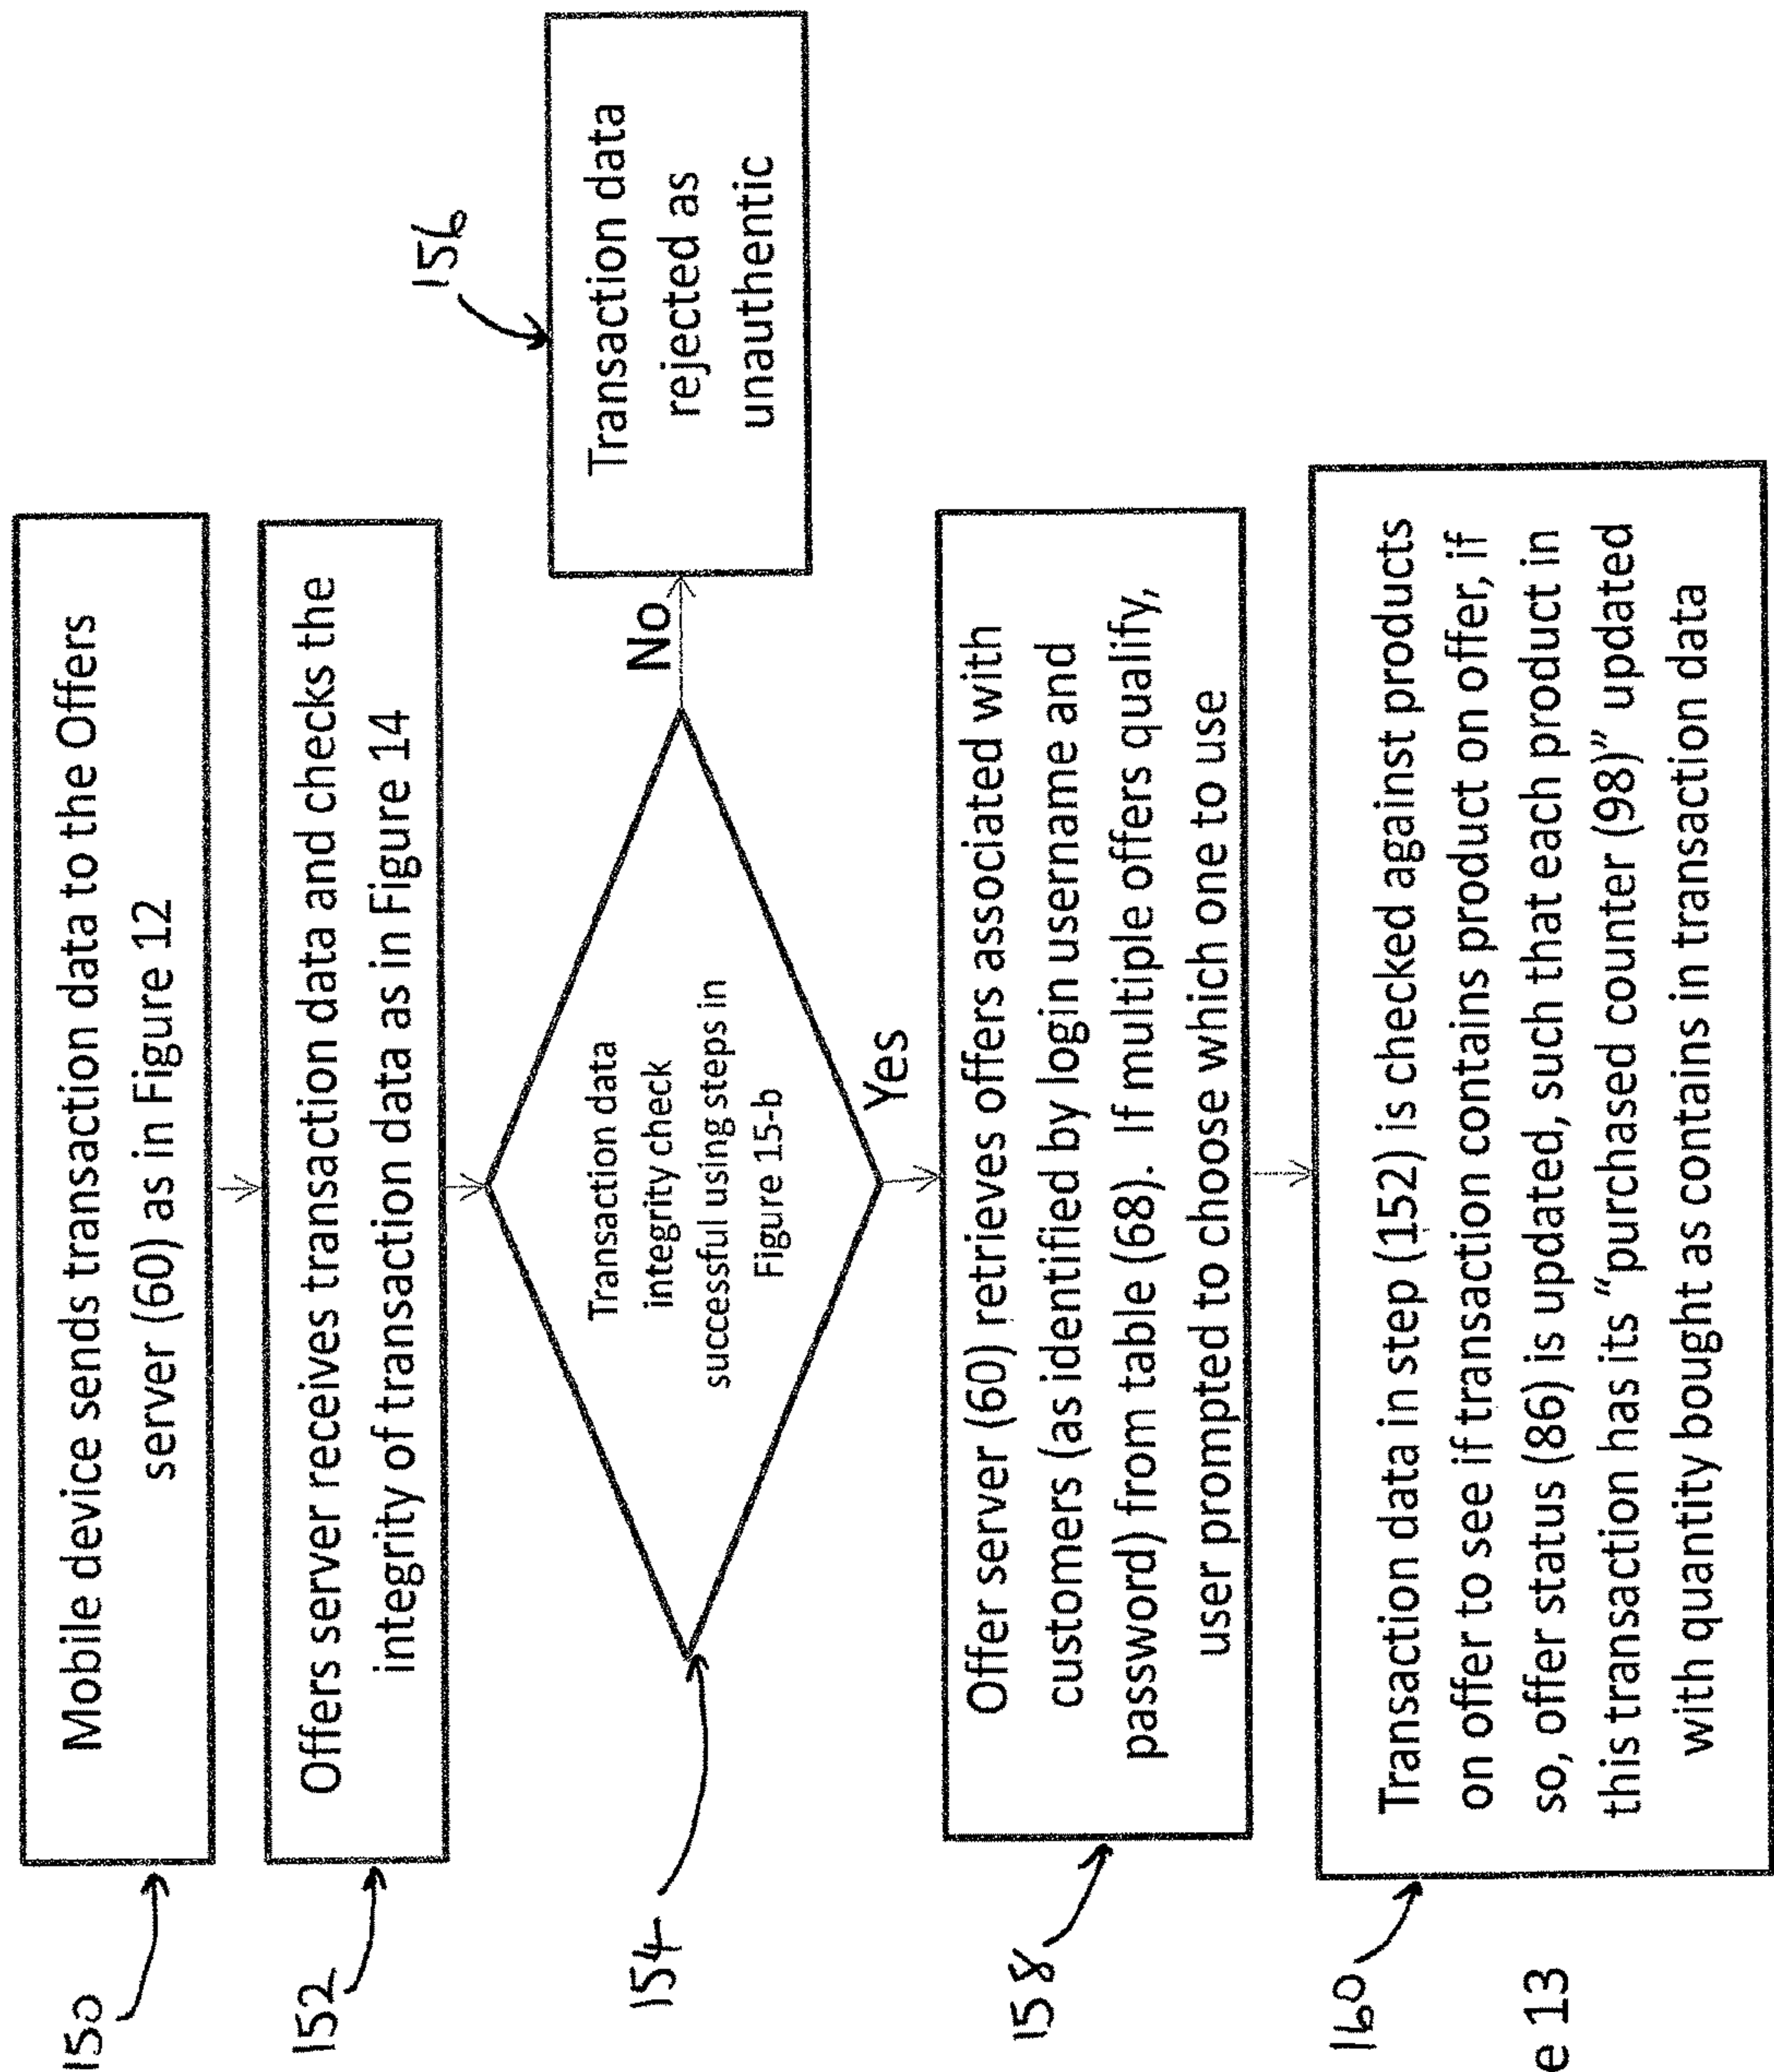 150
Mobile device sends transaction data to the Offers
server (60) as in Figure 12
152
Offers server receives transaction data and checks the
integrity of transaction data as in Figure 14
154
Transaction data
integrity check
successful using steps in
Figure 15-b
No
156
Transaction data
rejected as
unauthentic
Yes
158
Offer server (60) retrieves offers associated with
customers (as identified by login username and
password) from table (68). If multiple offers qualify,
user prompted to choose which one to use
160
Transaction data in step (152) is checked against products
on offer to see if transaction contains product on offer, if
so, offer status (86) is updated, such that each product in
this transaction has its “purchased counter (98)” updated
with quantity bought as contains in transaction data
e 13